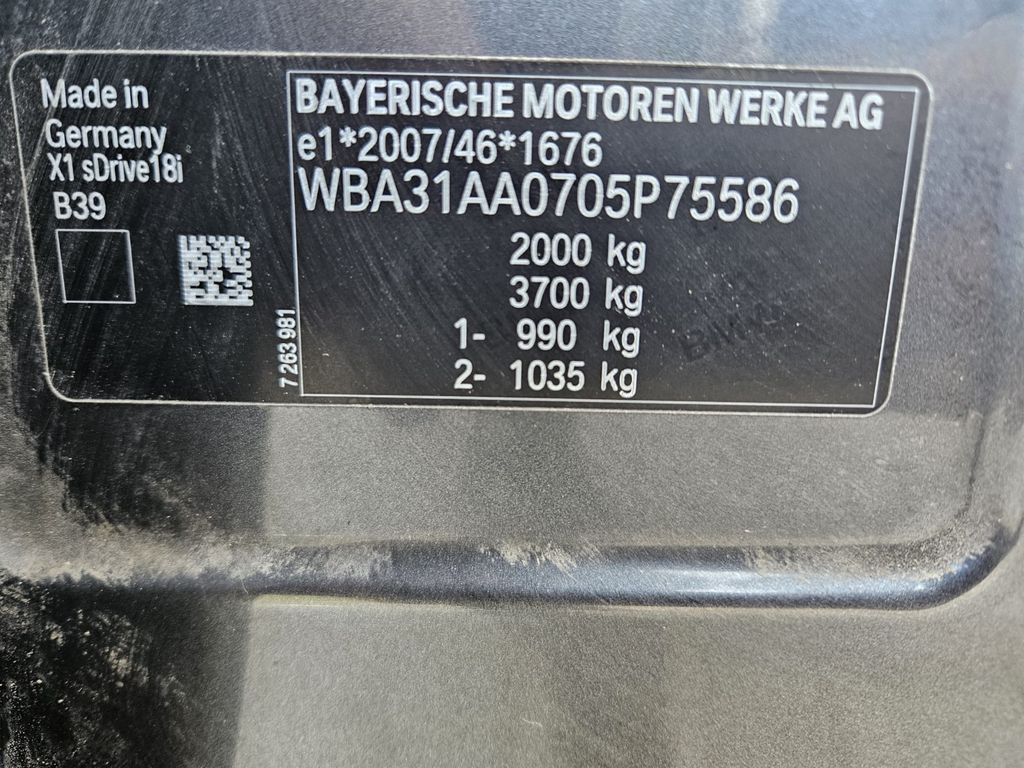 Made in
Germany
X1 sDrive18i
B39
7 263 981
BAYERISCHE MOTOREN WERKE AG
e1*2007/46*1676
WBA31AA0705P75586
2000 kg
3700 kg
1- 990 kg
2- 1035 kg